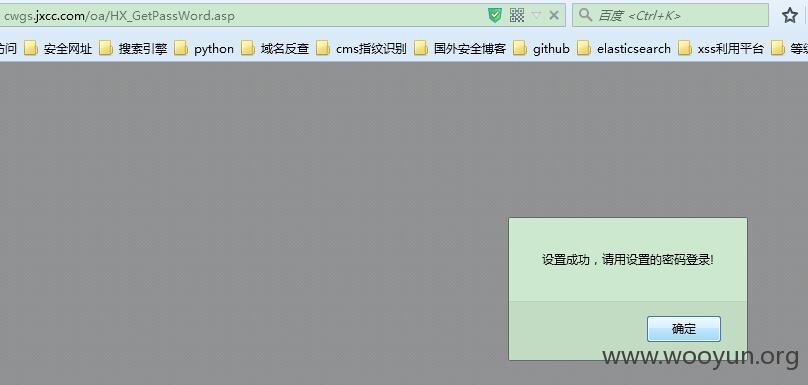 cwgs.jxcc.com/oa/HX_GetPassWord.asp
百度 <Ctrl+K>
访问 安全网址 搜索引擎 python 域名反查 cms指纹识别 国外安全博客 github elasticsearch xss利用平台 等级
设置成功，请用设置的密码登录!
确定
www.wooyun.org